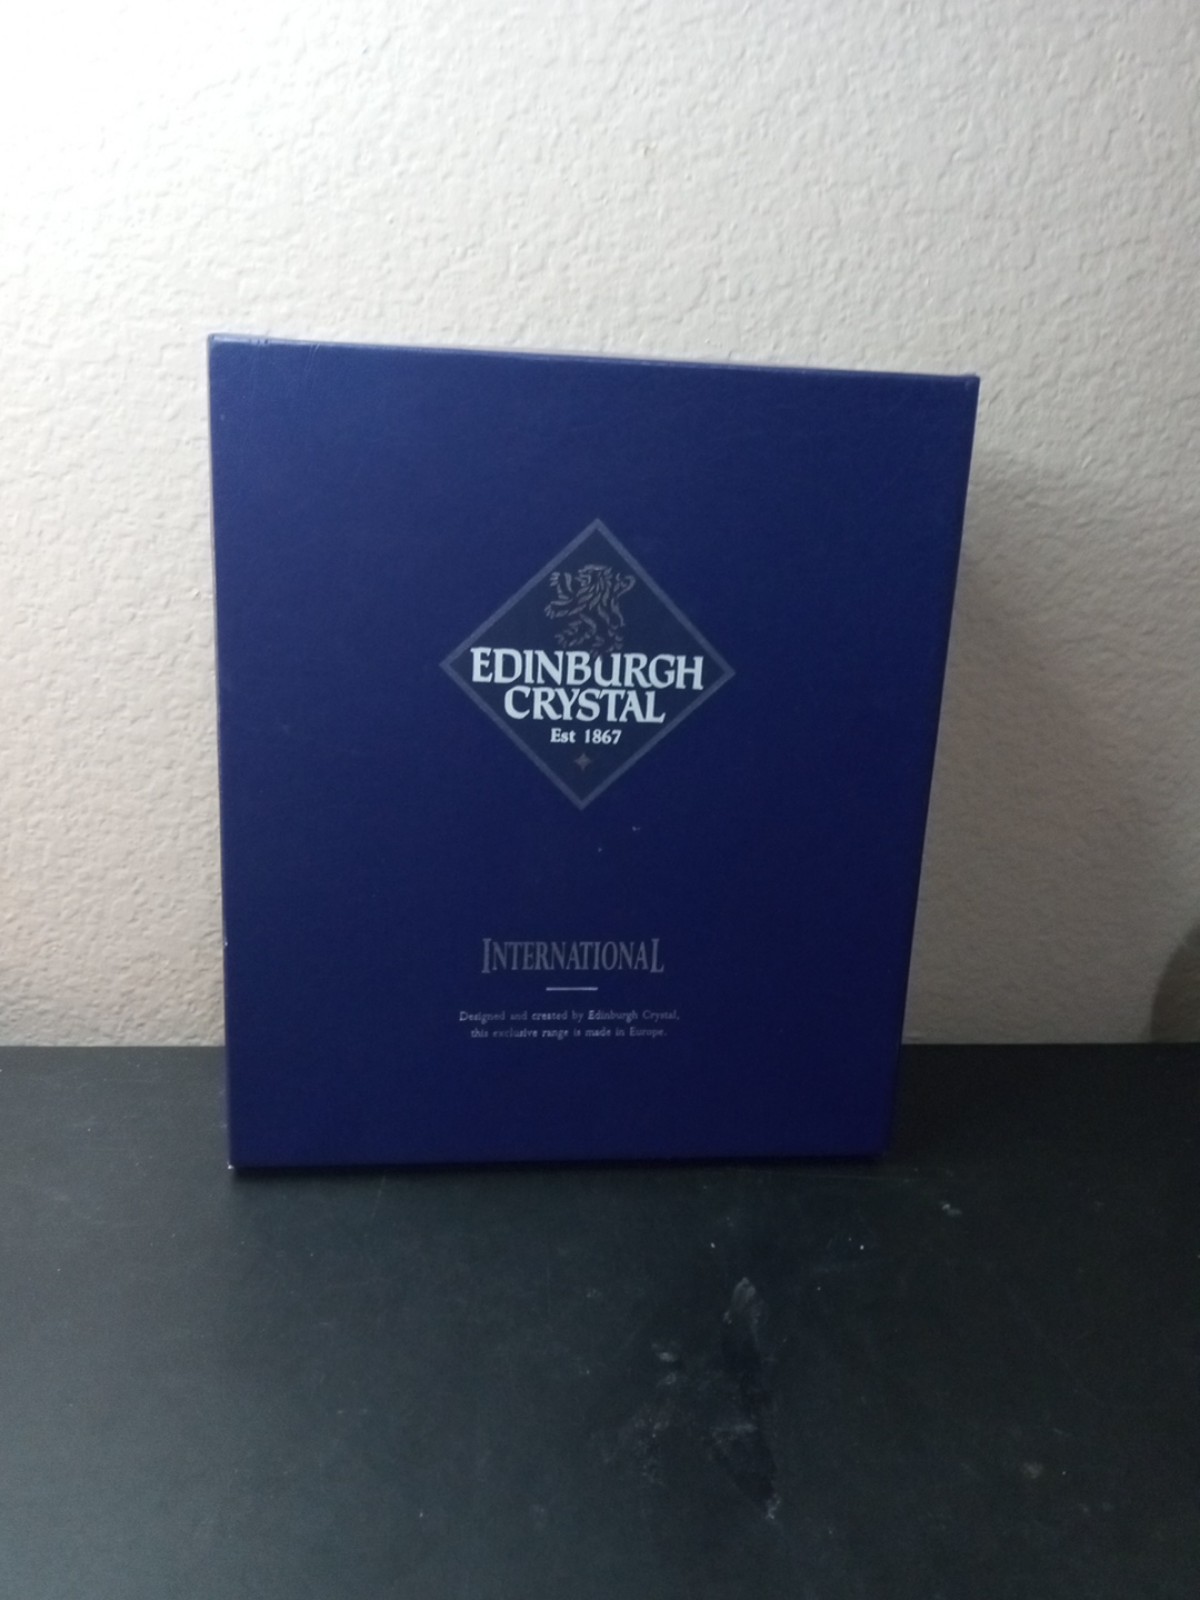 EDINBURGH
CRYSTAL
Est 1867
INTERNATIONAL
Designed and created by Edinburgh Crystal,
this exclusive range is made in Europe.